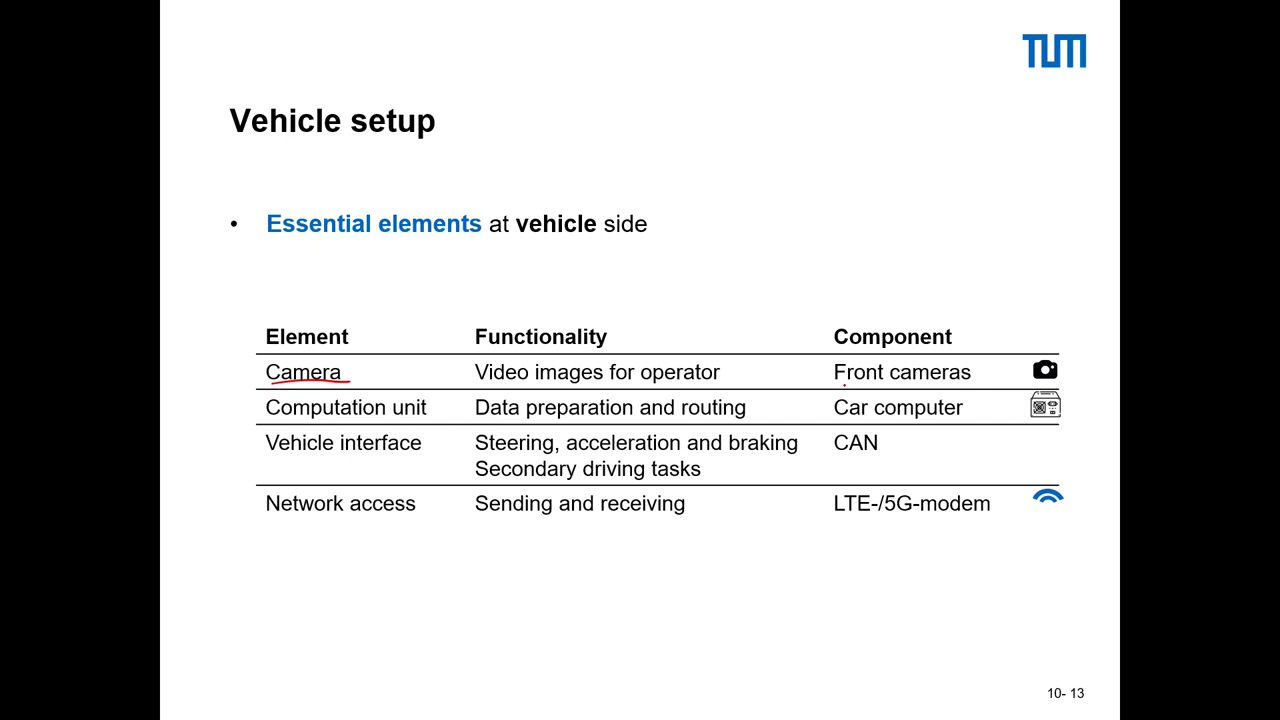 TUM
Vehicle setup
• Essential elements at vehicle side
Element Functionality Component
Camera Video images for operator Front cameras
Computation unit Data preparation and routing Car computer
Vehicle interface Steering, acceleration and braking CAN
Secondary driving tasks
Network access Sending and receiving LTE-/5G-modem
10- 13